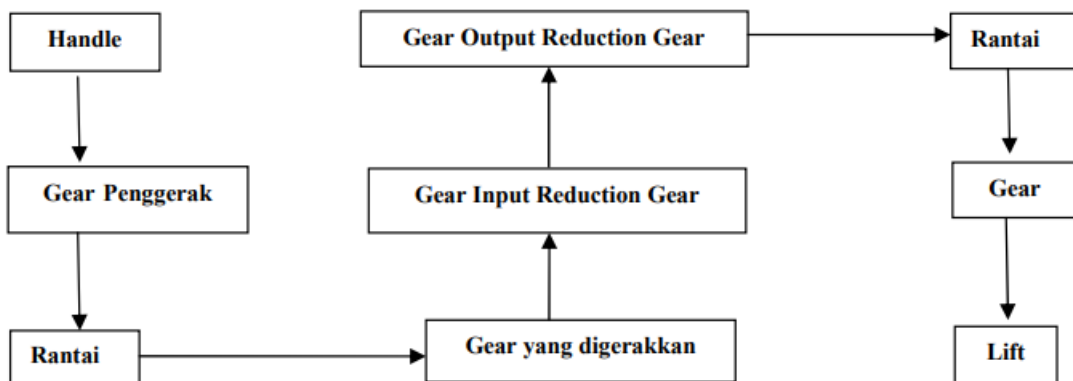 Handle
Gear Penggerak
Rantai
Gear yang digerakkan
Gear Input Reduction Gear
Gear Output Reduction Gear
Rantai
Gear
Lift